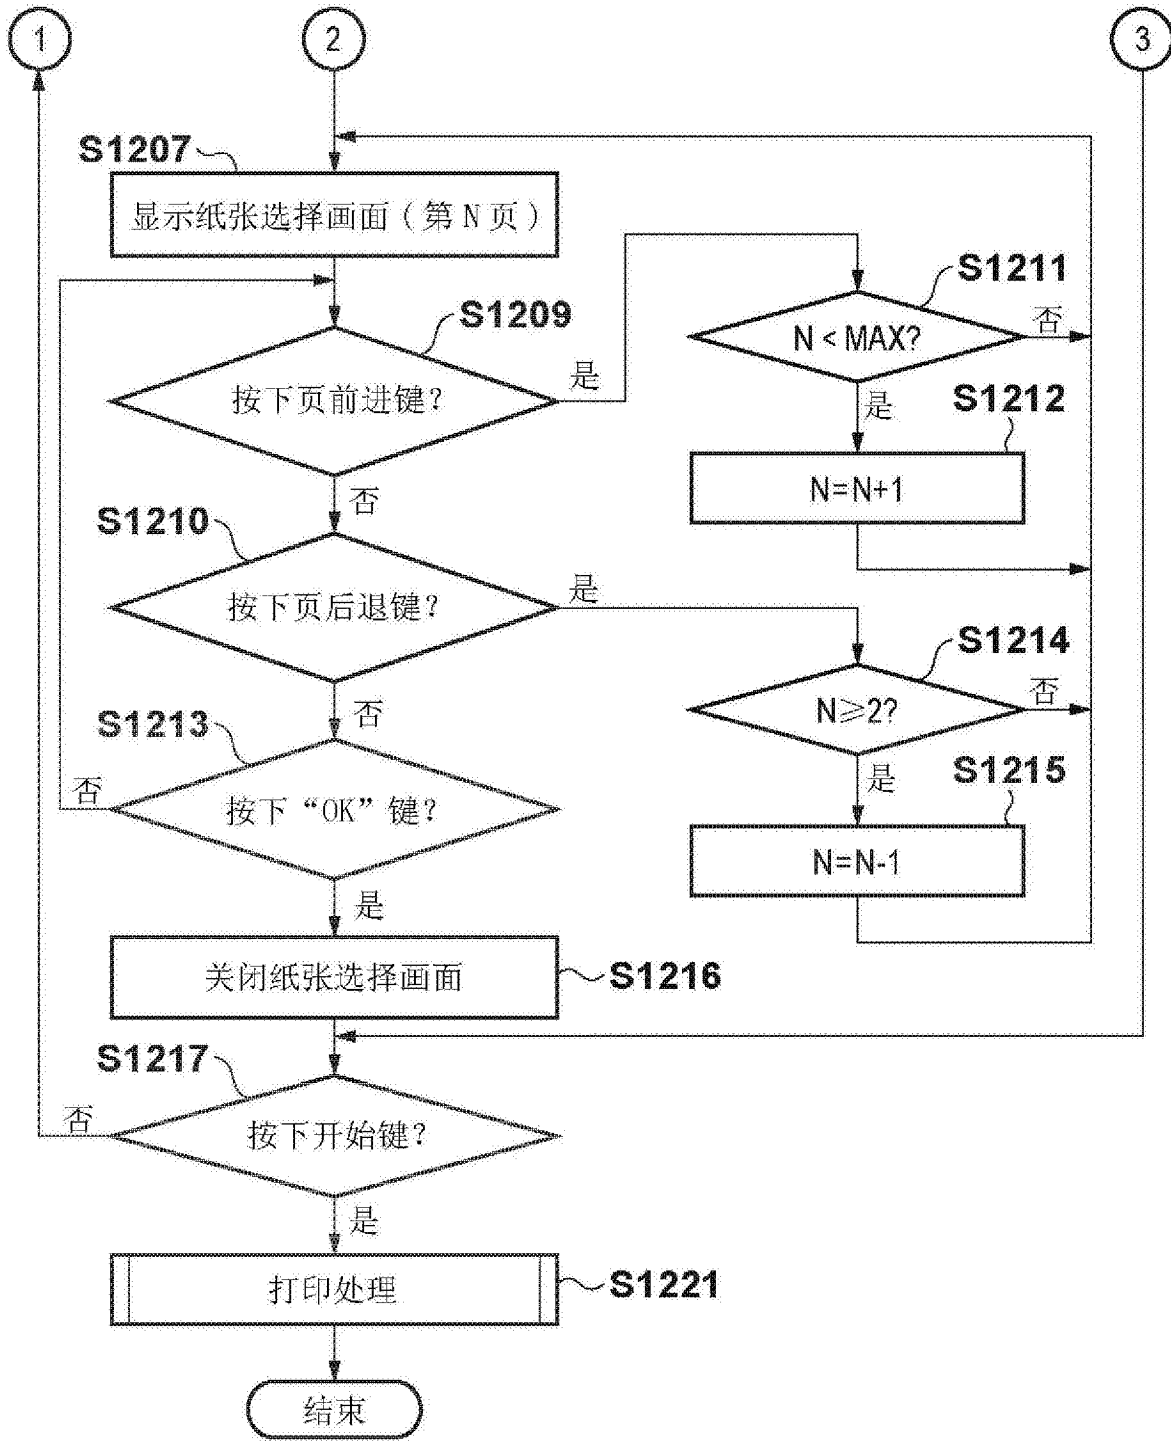 1
2
3
S1207
显示纸张选择画面(第 N 页)
S1209
按下页前进键?
是
S1211
N < MAX?
否
是
S1212
N=N+1
否
S1210
按下页后退键?
是
S1214
N≥2?
否
是
S1215
N=N-1
否
S1213
按下“OK”键?
否
是
关闭纸张选择画面
S1216
S1217
按下开始键?
否
是
打印处理
S1221
结束